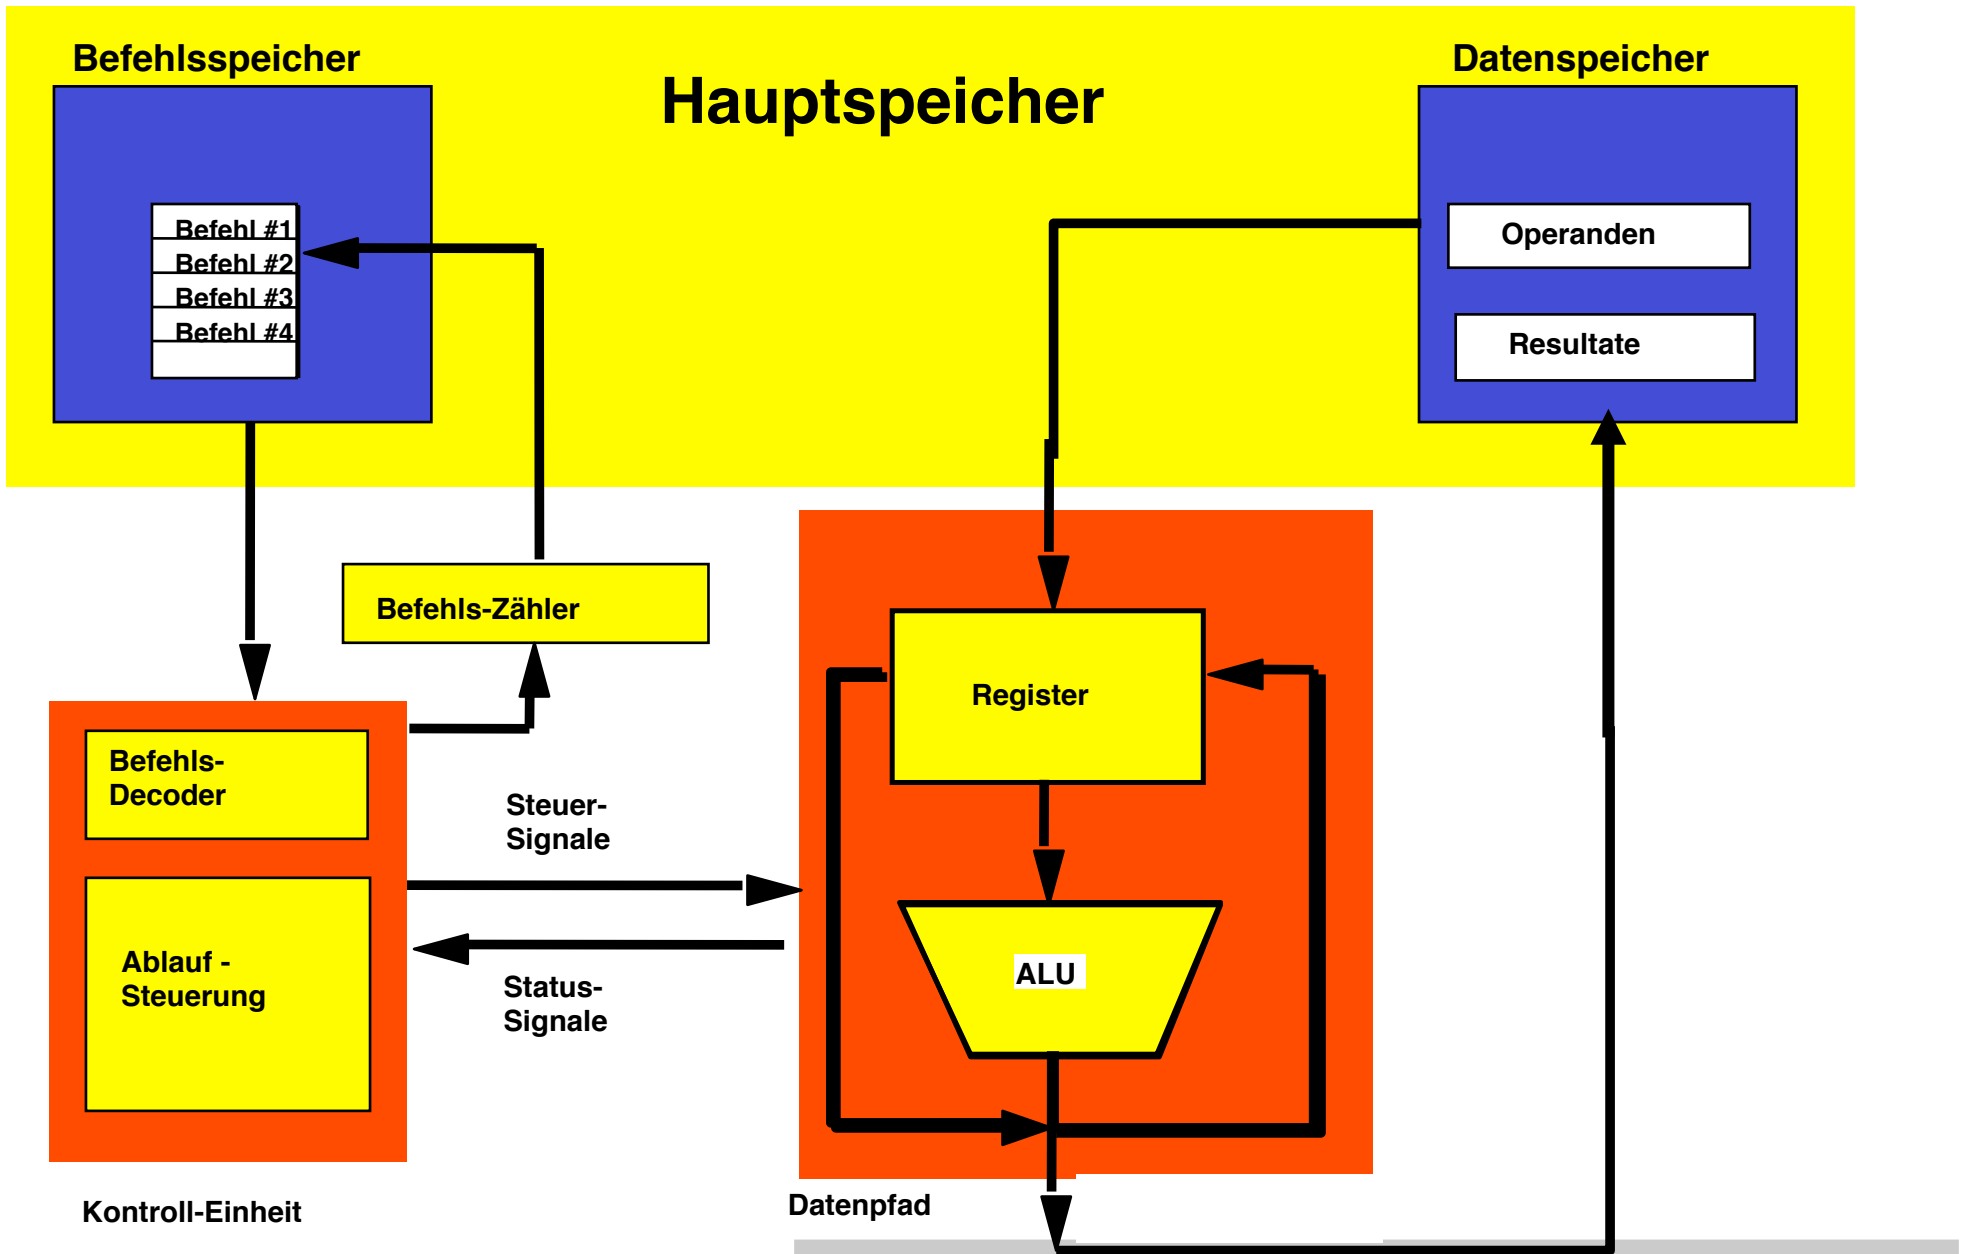 Befehlsspeicher
Hauptspeicher
Datenspeicher
Befehl #1
Befehl #2
Befehl #3
Befehl #4
Operanden
Resultate
Befehls-Zähler
Register
Befehls-
Decoder
Steuer-
Signale
Ablauf -
Steuerung
Status-
Signale
ALU
Kontroll-Einheit
Datenpfad